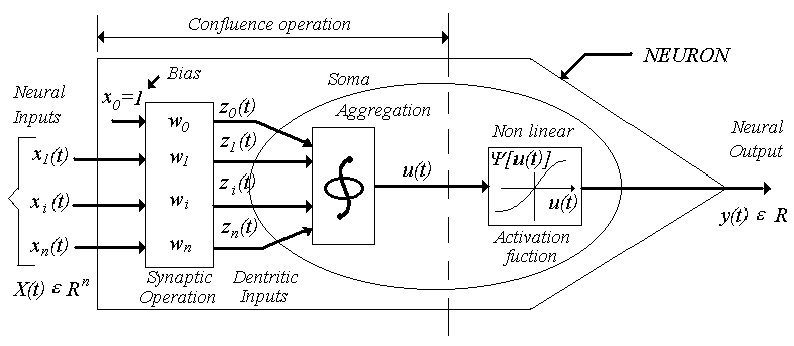 Confluence operation
NEURON
Bias
Soma
Neural
Inputs
x0=1
w0
z0(t)
Aggregation
Non linear
Neural
Output
x1(t)
w1
z1(t)
u(t)
Ψ[u(t)]
xi(t)
wi
zi(t)
u(t)
y(t) ε R
xn(t)
wn
zn(t)
Activation
fuction
X(t) ε Rn
Synaptic
Operation
Dentritic
Inputs